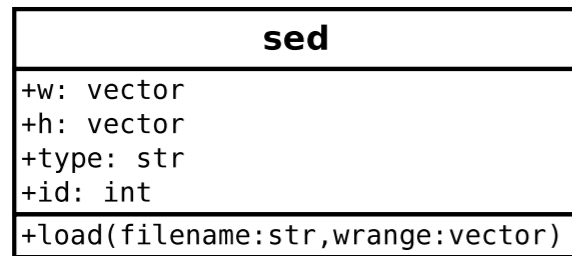 sed
+w: vector
+h: vector
+type: str
+id: int
+load(filename:str,wrange:vector)